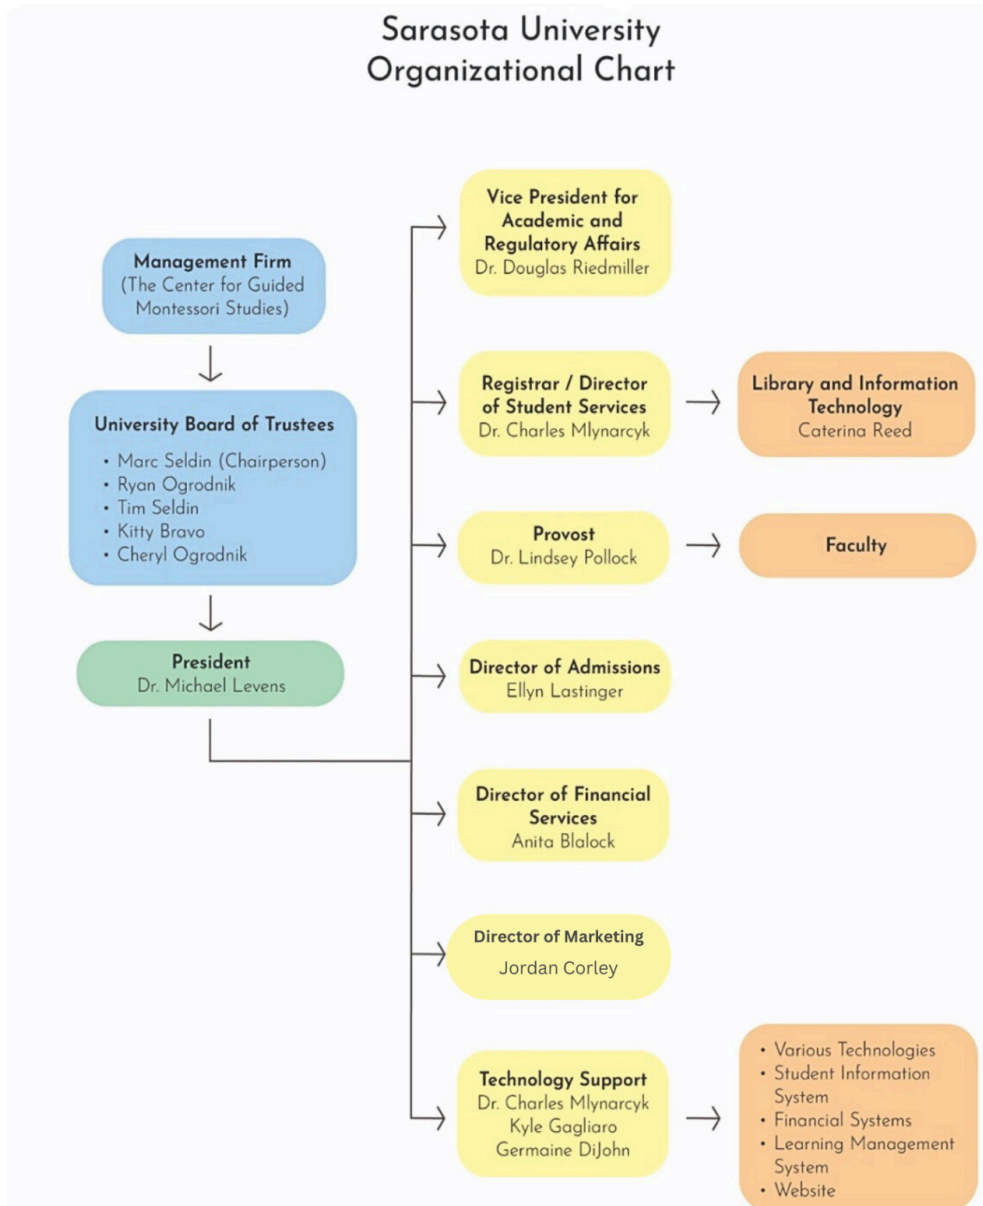 Sarasota University
Organizational Chart
Management Firm
(The Center for Guided
Montessori Studies)
University Board of Trustees
• Marc Seldin (Chairperson)
• Ryan Ogrodnik
• Tim Seldin
• Kitty Bravo
• Cheryl Ogrodnik
President
Dr. Michael Levens
Vice President for
Academic and
Regulatory Affairs
Dr. Douglas Riedmiller
Registrar / Director
of Student Services
Dr. Charles Mlynarcyk
Library and Information
Technology
Caterina Reed
Provost
Dr. Lindsey Pollock
Faculty
Director of Admissions
Ellyn Lastinger
Director of Financial
Services
Anita Blalock
Director of Marketing
Jordan Corley
Technology Support
Dr. Charles Mlynarcyk
Kyle Gagliaro
Germaine DiJohn
• Various Technologies
• Student Information
System
• Financial Systems
• Learning Management
System
• Website